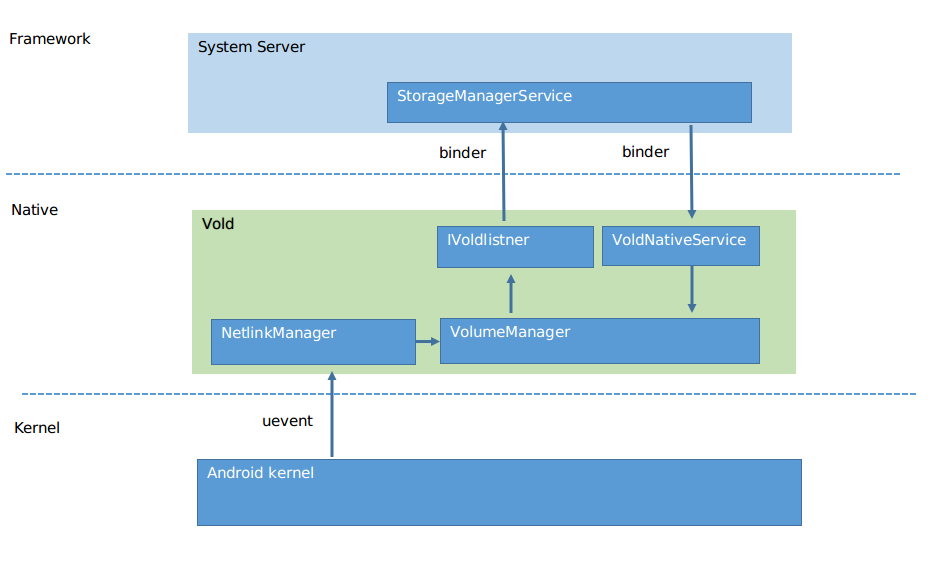 Framework
System Server
StorageManagerService
binder
binder
Native
Vold
IVoldlistner
VoldNativeService
NetlinkManager
VolumeManager
uevent
Kernel
Android kernel